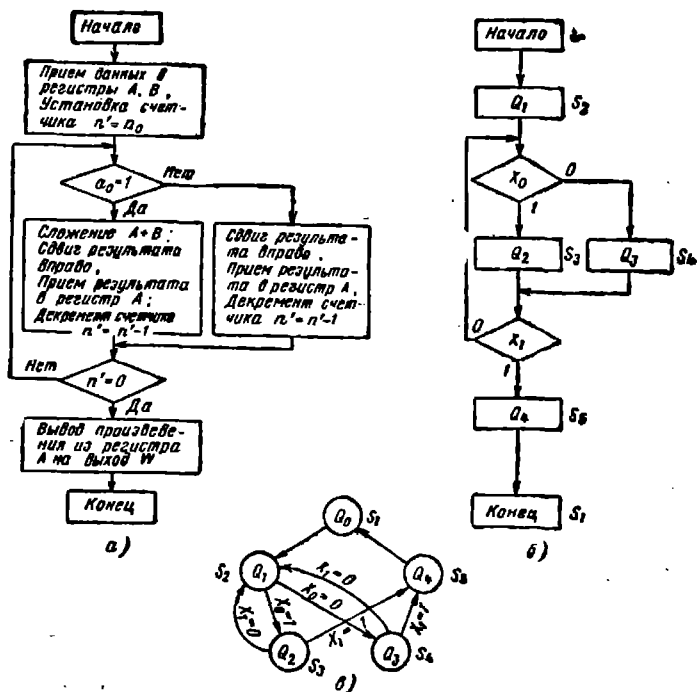 Начало
Прием данных в
регистры А, В,
Установка счет-
чика n' = n₀
a₀=1
Нет
Да
Сложение А+В;
Сдвиг результата
вправо,
Прием результата
в регистр А;
Декремент счетчика
n' = n'-1
Сдвиг результа-
та вправо,
Прием результа-
та в регистр А,
Декремент счет-
чика n' = n'-1
Нет
n'=0
Да
Вывод произведе-
ния из регистра
А на выход W
Конец
а)
Начало
Q₁ S₂
X₀ 0
1
Q₂ S₃
Q₃ S₄
0
X₁
1
Q₄ S₅
Конец S₁
б)
Q₀ S₁
S₂ Q₁
X₁=0
X₀=0
X₀=1
X₁=0
X₁=1
X₁=1
Q₄ S₅
Q₂ S₃
Q₃ S₄
в)